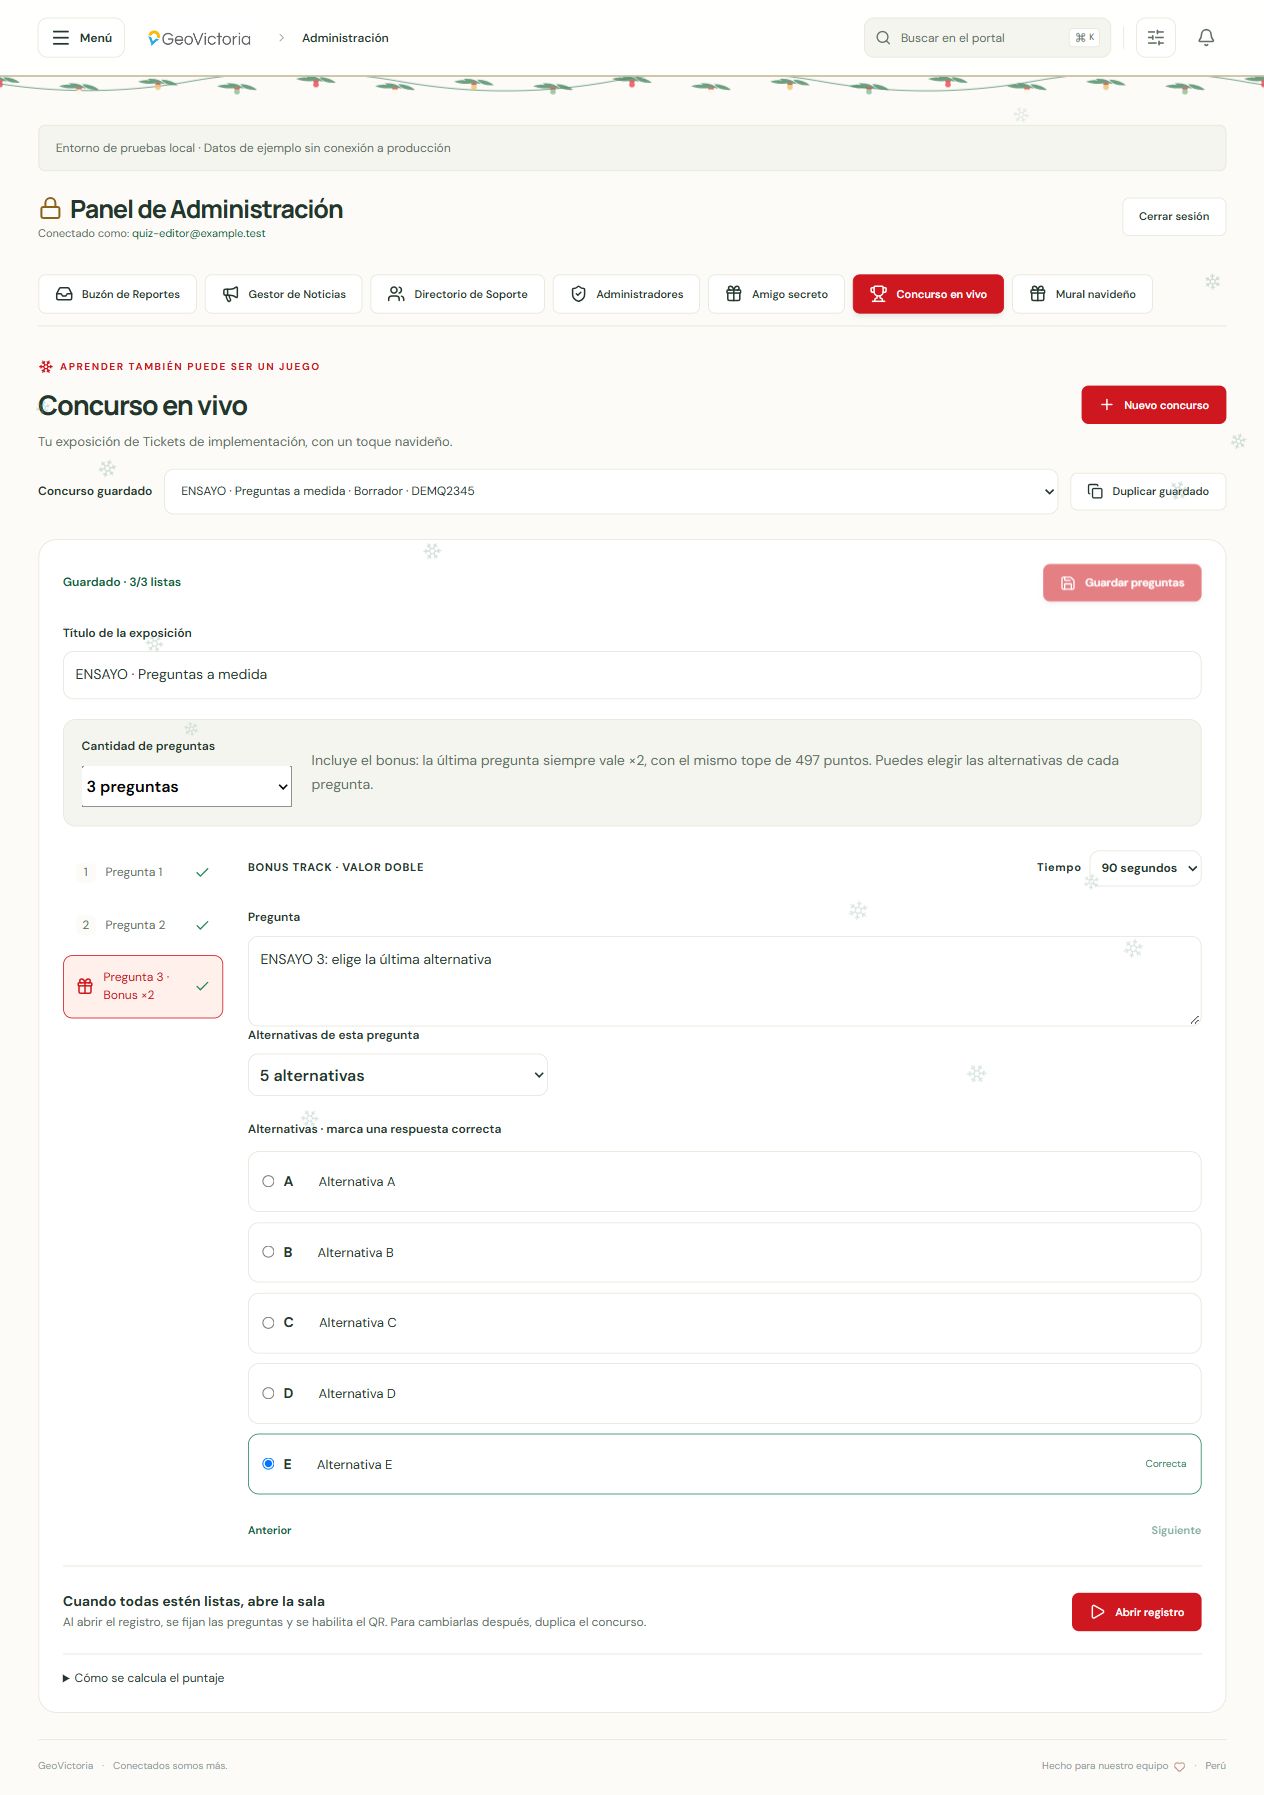 Menú
GeoVictoria
Administración
Buscar en el portal
⌘ K
Entorno de pruebas local · Datos de ejemplo sin conexión a producción
Panel de Administración
Conectado como: quiz-editor@example.test
Cerrar sesión
Buzón de Reportes
Gestor de Noticias
Directorio de Soporte
Administradores
Amigo secreto
Concurso en vivo
Mural navideño
APRENDER TAMBIÉN PUEDE SER UN JUEGO
Concurso en vivo
Nuevo concurso
Tu exposición de Tickets de implementación, con un toque navideño.
Concurso guardado
ENSAYO · Preguntas a medida · Borrador · DEMQ2345
Duplicar guardado
Guardado · 3/3 listas
Guardar preguntas
Título de la exposición
ENSAYO · Preguntas a medida
Cantidad de preguntas
3 preguntas
Incluye el bonus: la última pregunta siempre vale ×2, con el mismo tope de 497 puntos. Puedes elegir las alternativas de cada
pregunta.
1 Pregunta 1
2 Pregunta 2
Pregunta 3 ·
Bonus ×2
BONUS TRACK · VALOR DOBLE
Tiempo
90 segundos
Pregunta
ENSAYO 3: elige la última alternativa
Alternativas de esta pregunta
5 alternativas
Alternativas · marca una respuesta correcta
A Alternativa A
B Alternativa B
C Alternativa C
D Alternativa D
E Alternativa E
Correcta
Anterior
Siguiente
Cuando todas estén listas, abre la sala
Al abrir el registro, se fijan las preguntas y se habilita el QR. Para cambiarlas después, duplica el concurso.
Abrir registro
Cómo se calcula el puntaje
GeoVictoria · Conectados somos más.
Hecho para nuestro equipo · Perú